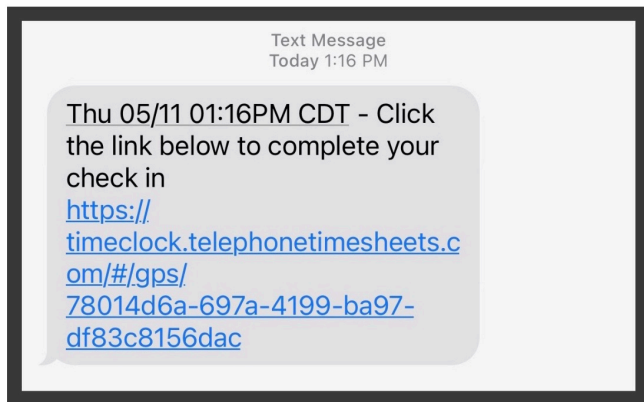 Text Message
Today 1:16 PM
Thu 05/11 01:16PM CDT - Click
the link below to complete your
check in
https://
timeclock.telephonetimesheets.c
om/#/gps/
78014d6a-697a-4199-ba97-
df83c8156dac